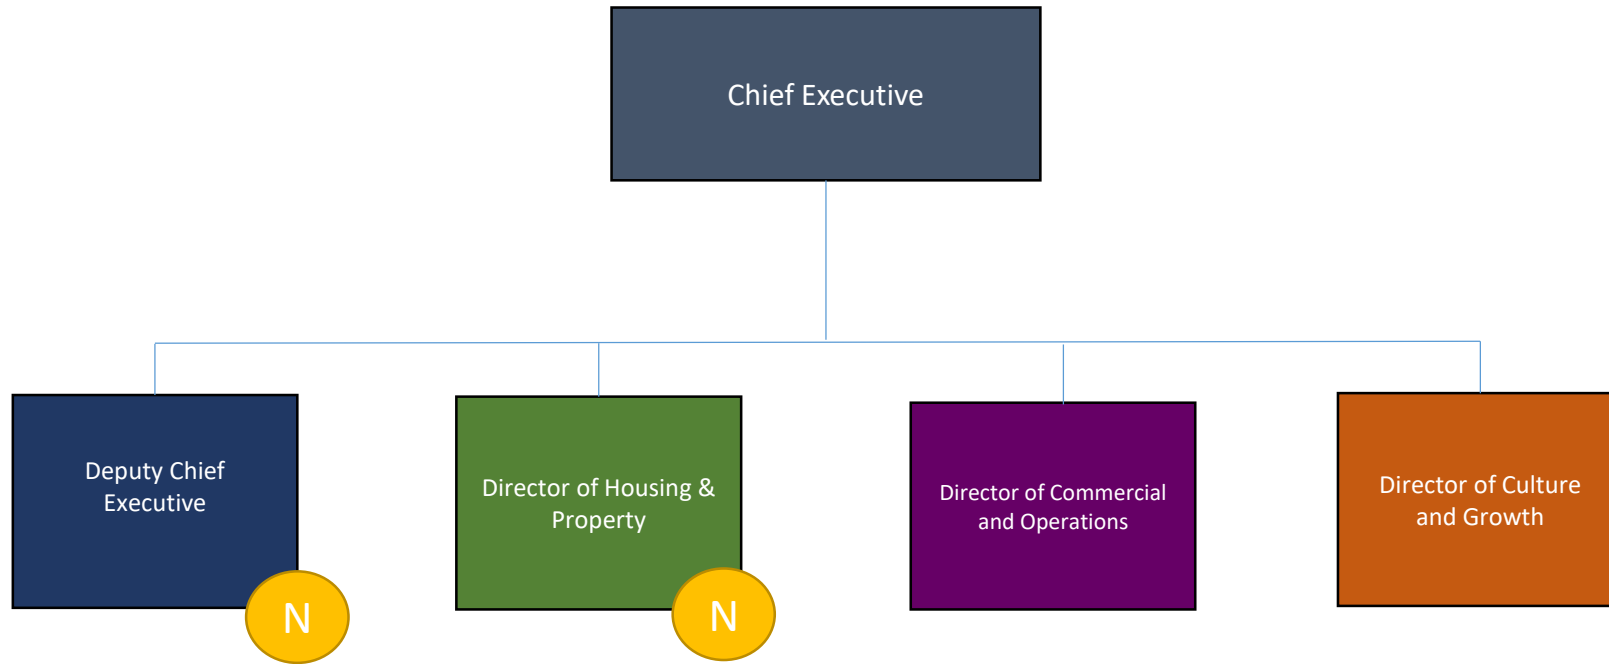 Chief Executive
Deputy Chief
Executive
N
Director of Housing &
Property
N
Director of Commercial
and Operations
Director of Culture
and Growth